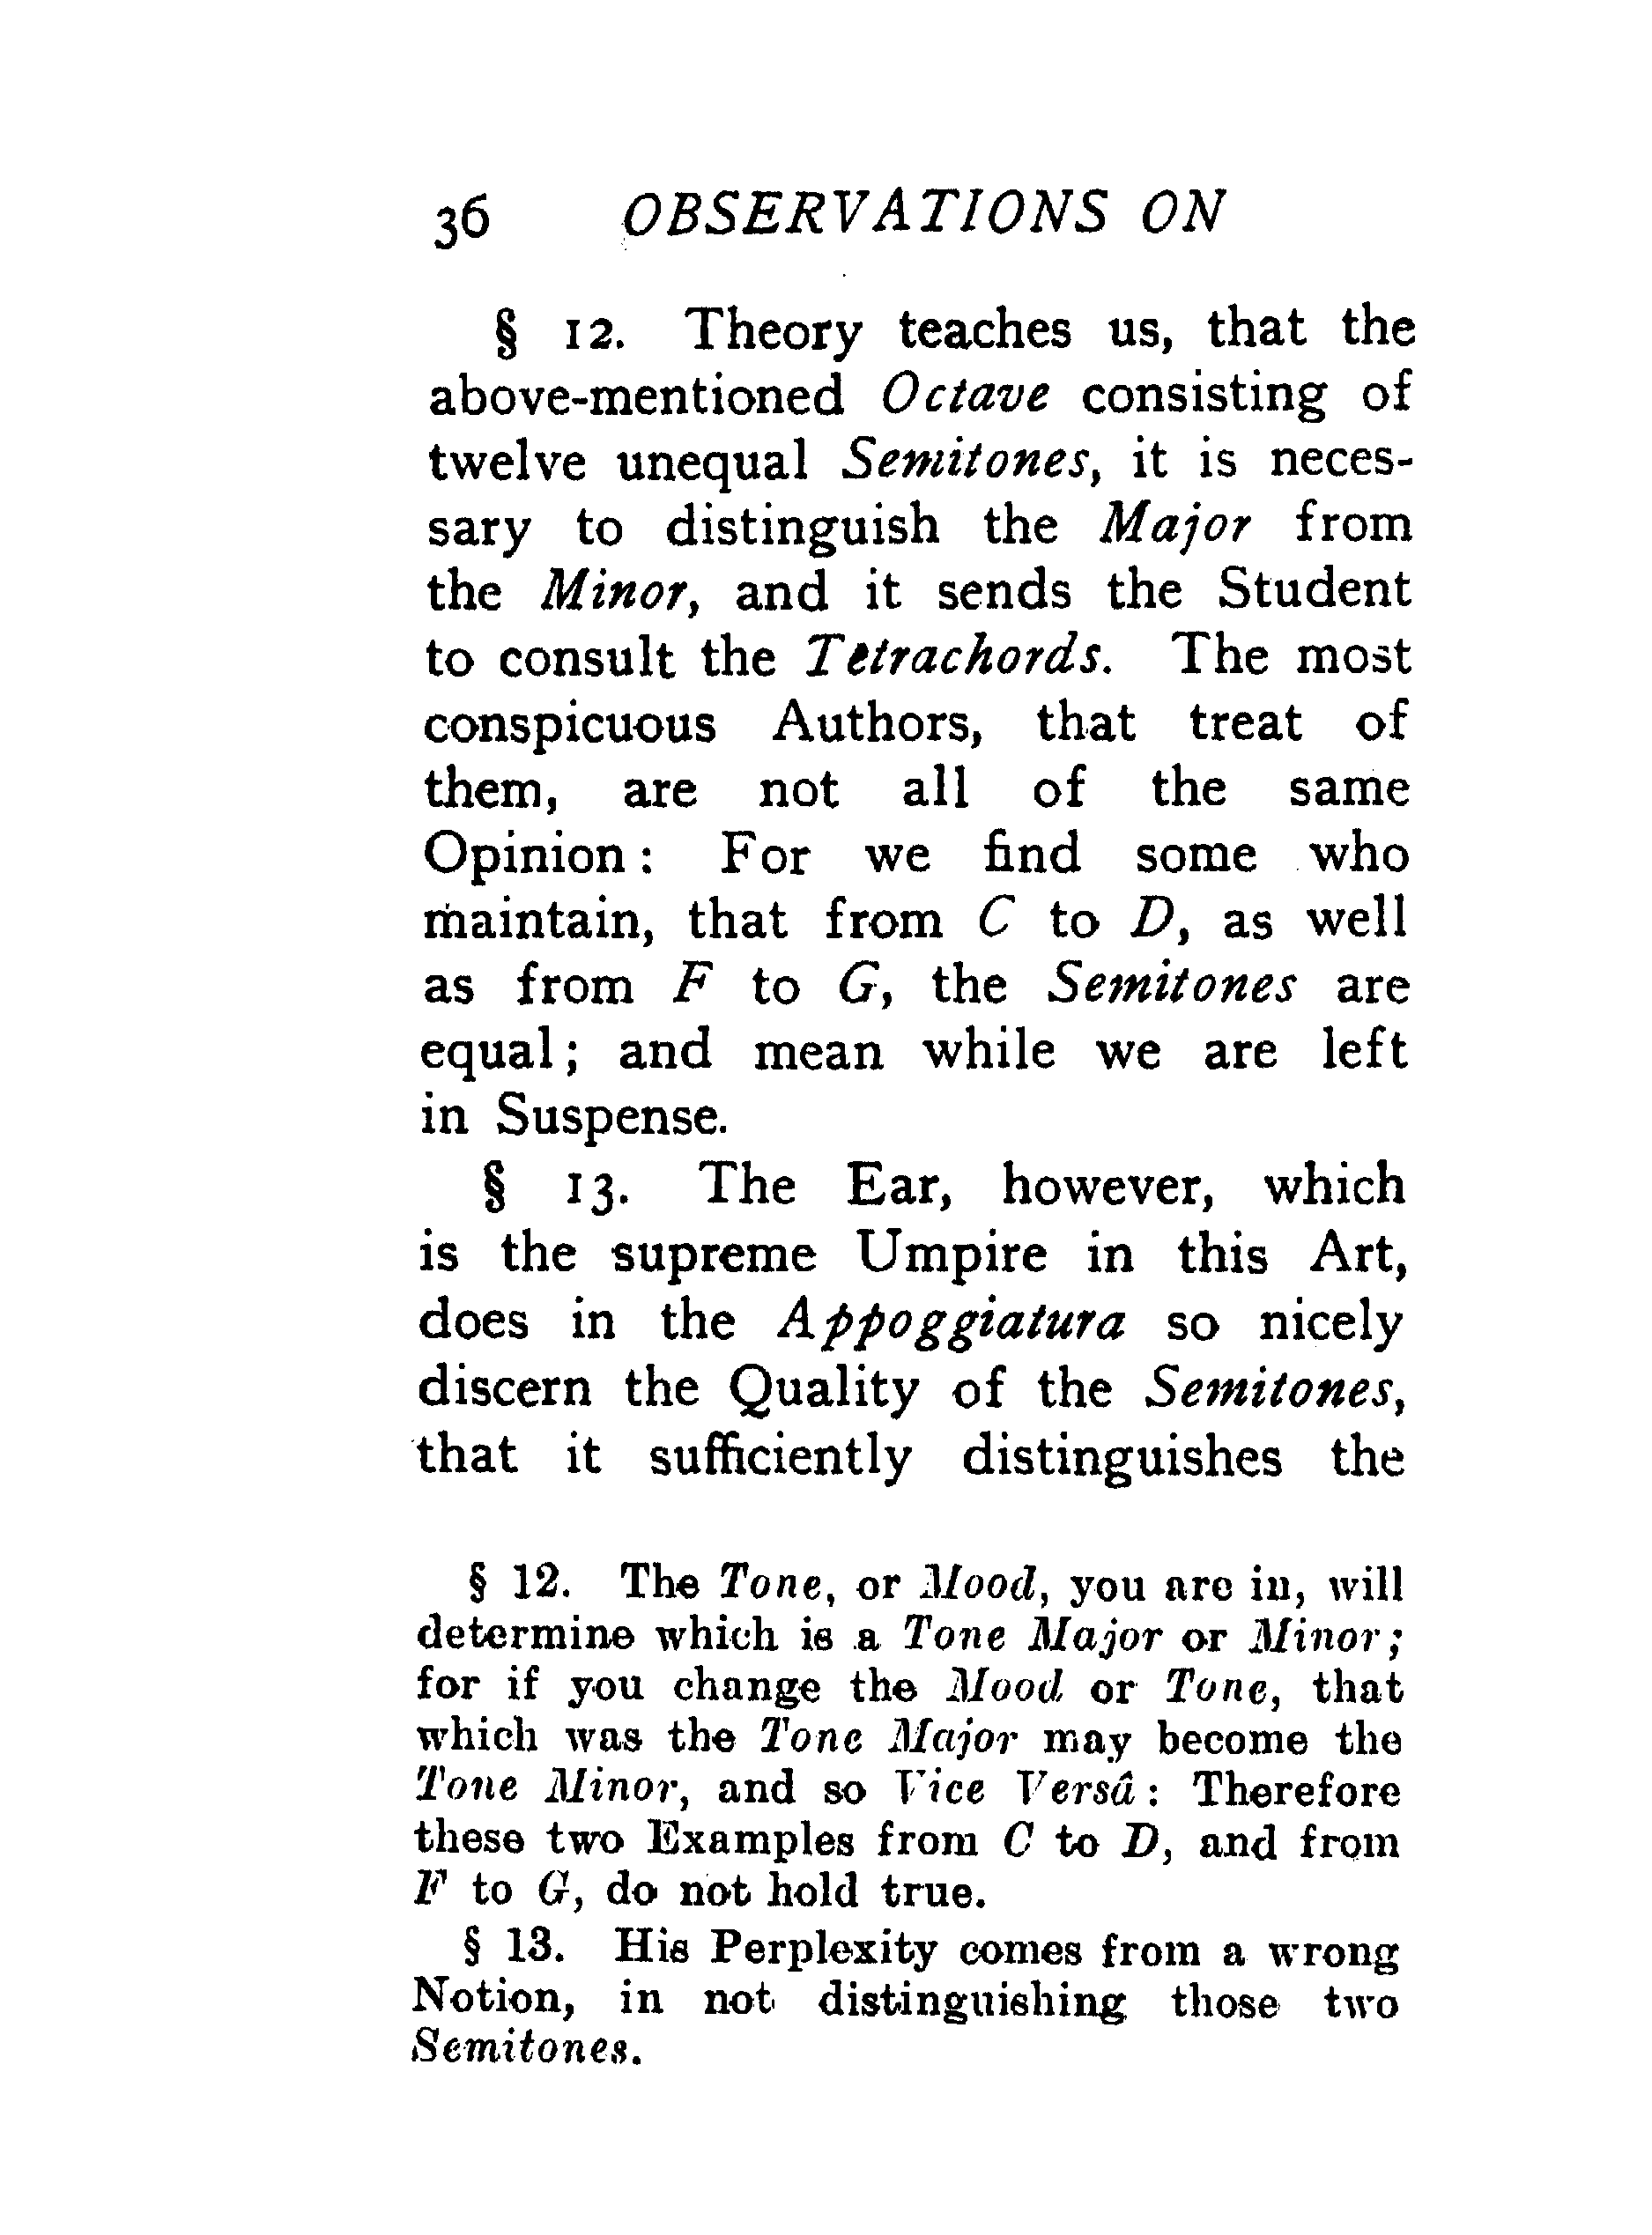 36 OBSERVATIONS ON
§ 12. Theory teaches us, that the
above-mentioned Octave consisting of
twelve unequal Semitones, it is neces-
sary to distinguish the Major from
the Minor, and it sends the Student
to consult the Tetrachords. The most
conspicuous Authors, that treat of
them, are not all of the same
Opinion: For we find some who
maintain, that from C to D, as well
as from F to G, the Semitones are
equal; and mean while we are left
in Suspense.
§ 13. The Ear, however, which
is the supreme Umpire in this Art,
does in the Appoggiatura so nicely
discern the Quality of the Semitones,
that it sufficiently distinguishes the
§ 12. The Tone, or Mood, you are in, will
determine which is a Tone Major or Minor;
for if you change the Mood or Tone, that
which was the Tone Major may become the
Tone Minor, and so Vice Versâ: Therefore
these two Examples from C to D, and from
F to G, do not hold true.
§ 13. His Perplexity comes from a wrong
Notion, in not distinguishing those two
Semitones.